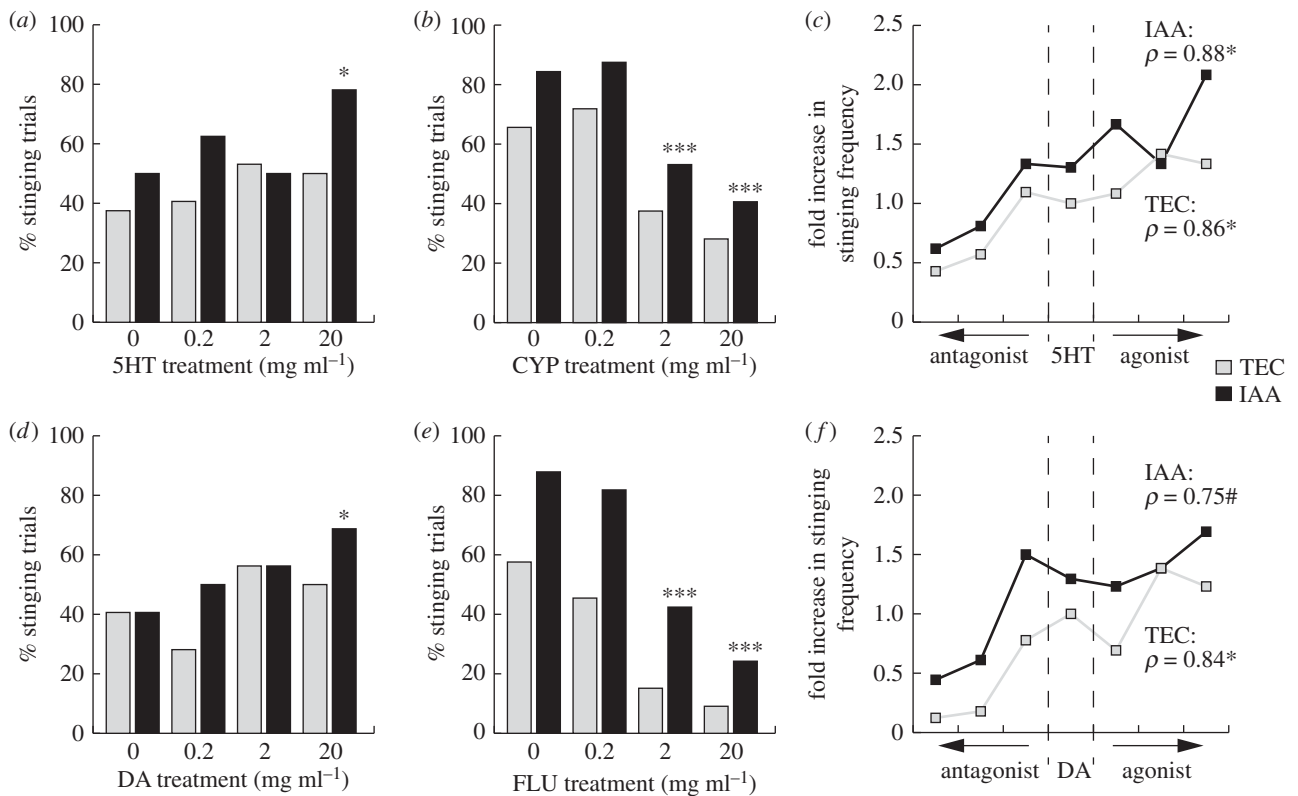 (a)
100
80
60
40
20
0
% stinging trials
*
0 0.2 2 20
5HT treatment (mg ml⁻¹)
(b)
100
80
60
40
20
0
% stinging trials
***
***
0 0.2 2 20
CYP treatment (mg ml⁻¹)
(c)
2.5
2.0
1.5
1.0
0.5
0
fold increase in
stinging frequency
IAA:
ρ = 0.88*
TEC:
ρ = 0.86*
antagonist 5HT agonist
TEC
IAA
(d)
100
80
60
40
20
0
% stinging trials
*
0 0.2 2 20
DA treatment (mg ml⁻¹)
(e)
100
80
60
40
20
0
% stinging trials
***
***
0 0.2 2 20
FLU treatment (mg ml⁻¹)
(f)
2.5
2.0
1.5
1.0
0.5
0
fold increase in stinging
frequency
IAA:
ρ = 0.75#
TEC:
ρ = 0.84*
antagonist DA agonist